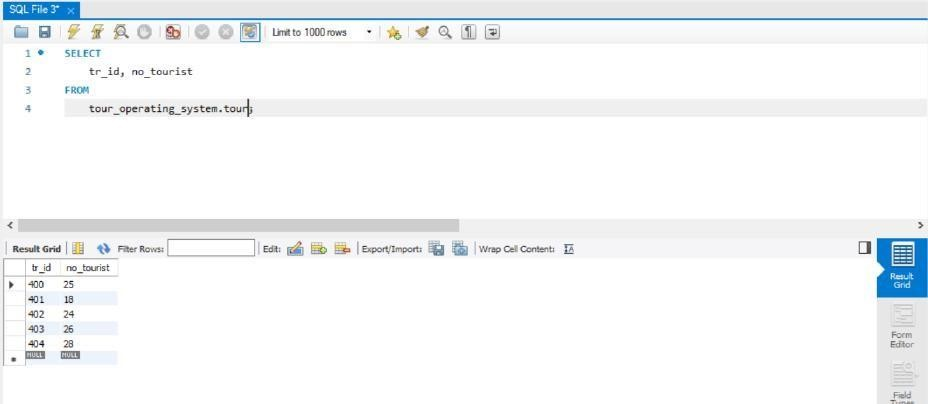 SQL File 3* ×
Limit to 1000 rows
1 SELECT
2 tr_id, no_tourist
3 FROM
4 tour_operating_system.tours
Result Grid Filter Rows: Edit: Export/Import: Wrap Cell Content: IA
tr_id no_tourist
400 25
401 18
402 24
403 26
404 28
NULL NULL
Result
Grid
Form
Editor
Field
Types